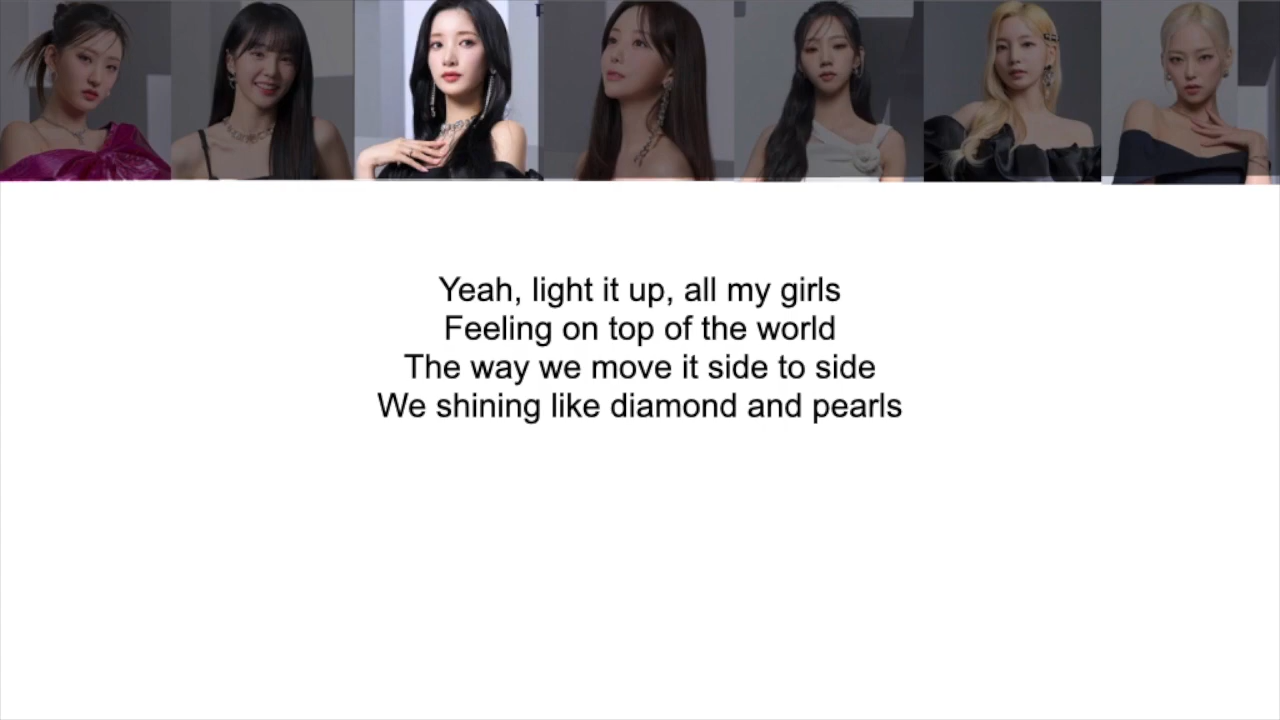 Yeah, light it up, all my girls
Feeling on top of the world
The way we move it side to side
We shining like diamond and pearls